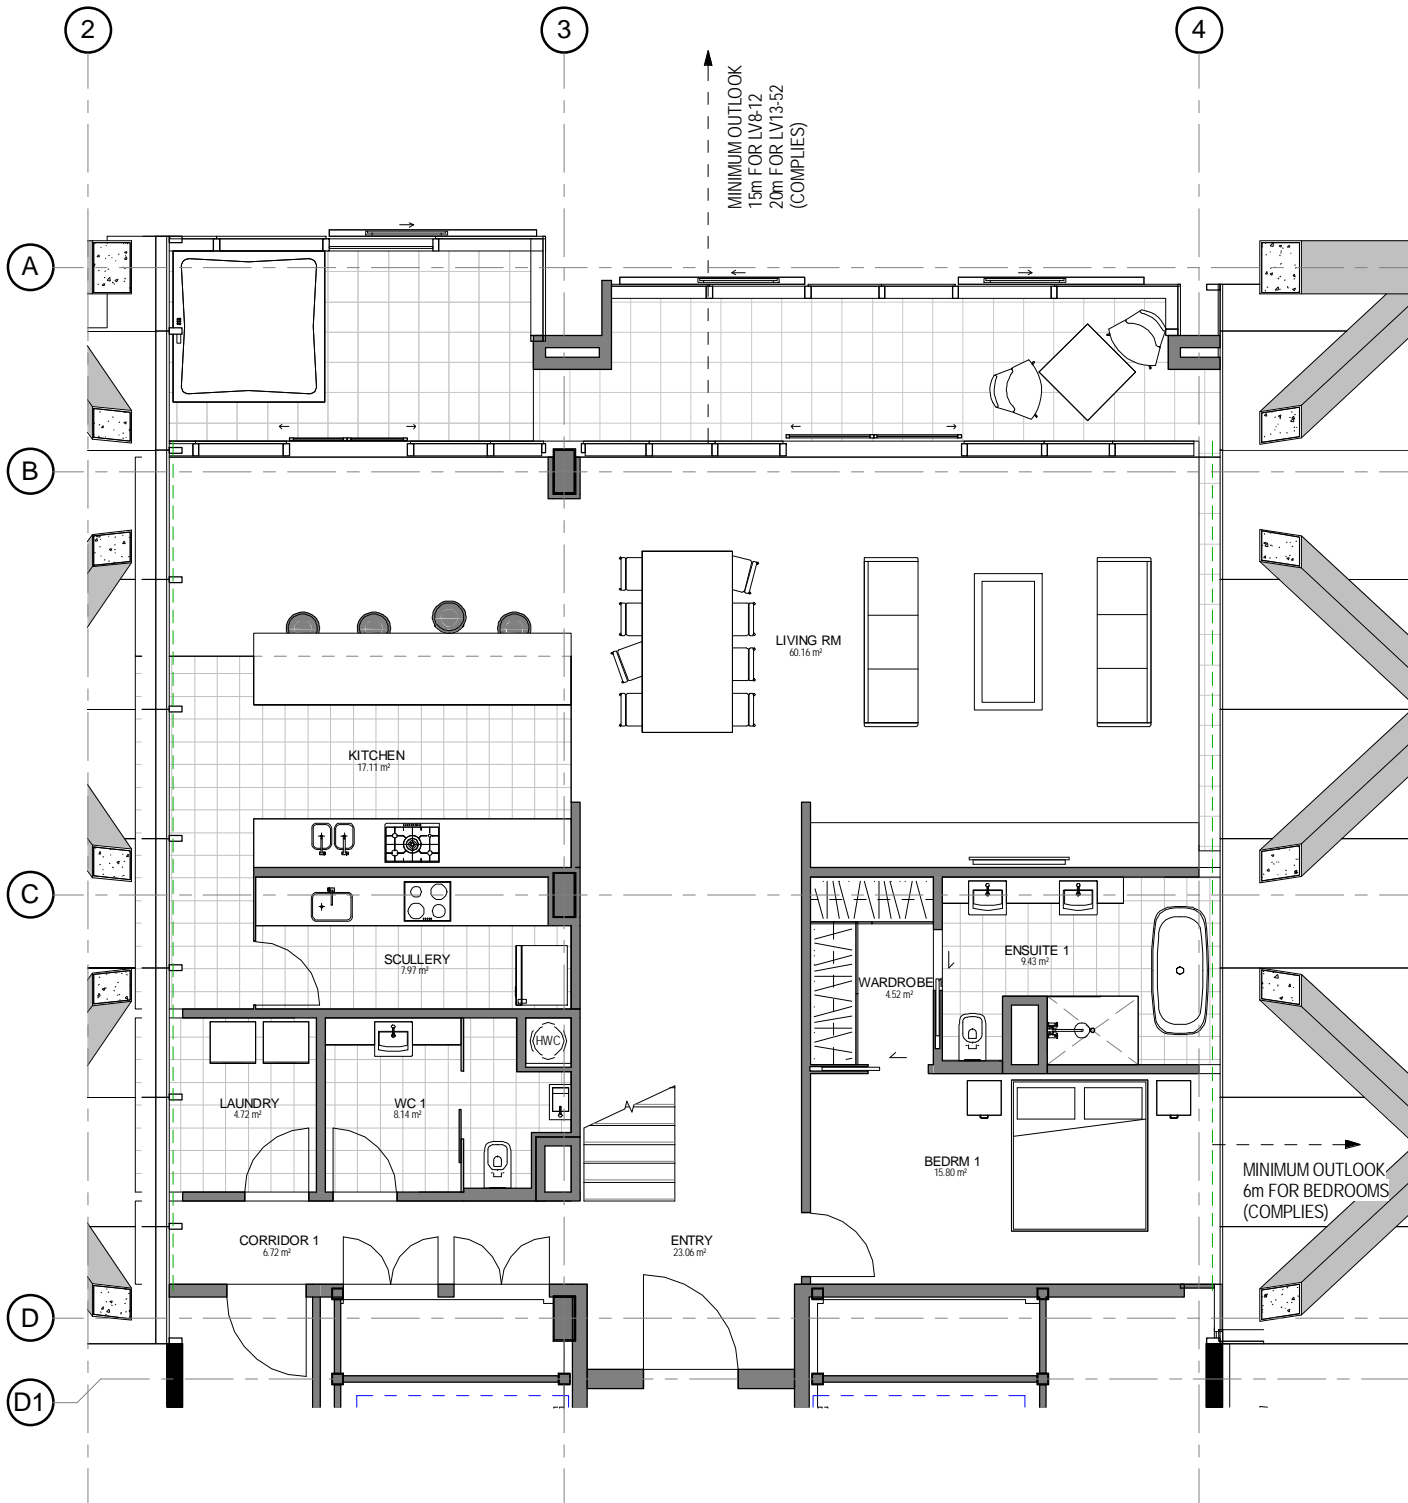 2
3
4
MINIMUM OUTLOOK
15m FOR LV8-12
20m FOR LV13-52
(COMPLIES)
A
B
LIVING RM
60.16 m²
KITCHEN
17.11 m²
C
SCULLERY
7.97 m²
ENSUITE 1
9.43 m²
WARDROBE
4.52 m²
HWC
LAUNDRY
4.72 m²
WC 1
8.14 m²
BEDRM 1
15.80 m²
MINIMUM OUTLOOK
6m FOR BEDROOMS
(COMPLIES)
CORRIDOR 1
6.72 m²
ENTRY
23.06 m²
D
D1